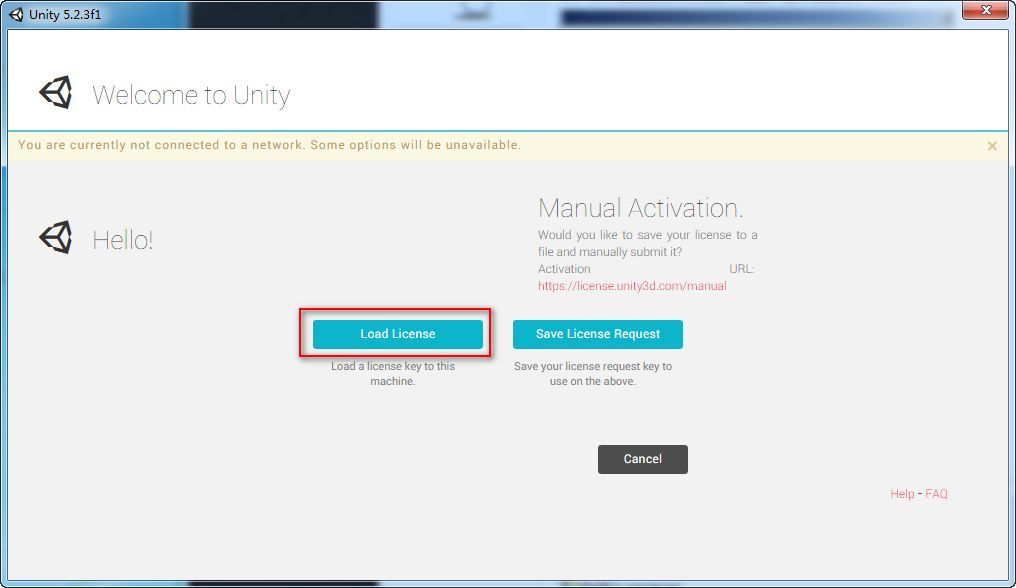 Unity 5.2.3f1
Welcome to Unity
You are currently not connected to a network. Some options will be unavailable.
Hello!
Manual Activation.
Would you like to save your license to a
file and manually submit it?
Activation URL:
https://license.unity3d.com/manual
Load License
Load a license key to this
machine.
Save License Request
Save your license request key to
use on the above.
Cancel
Help - FAQ